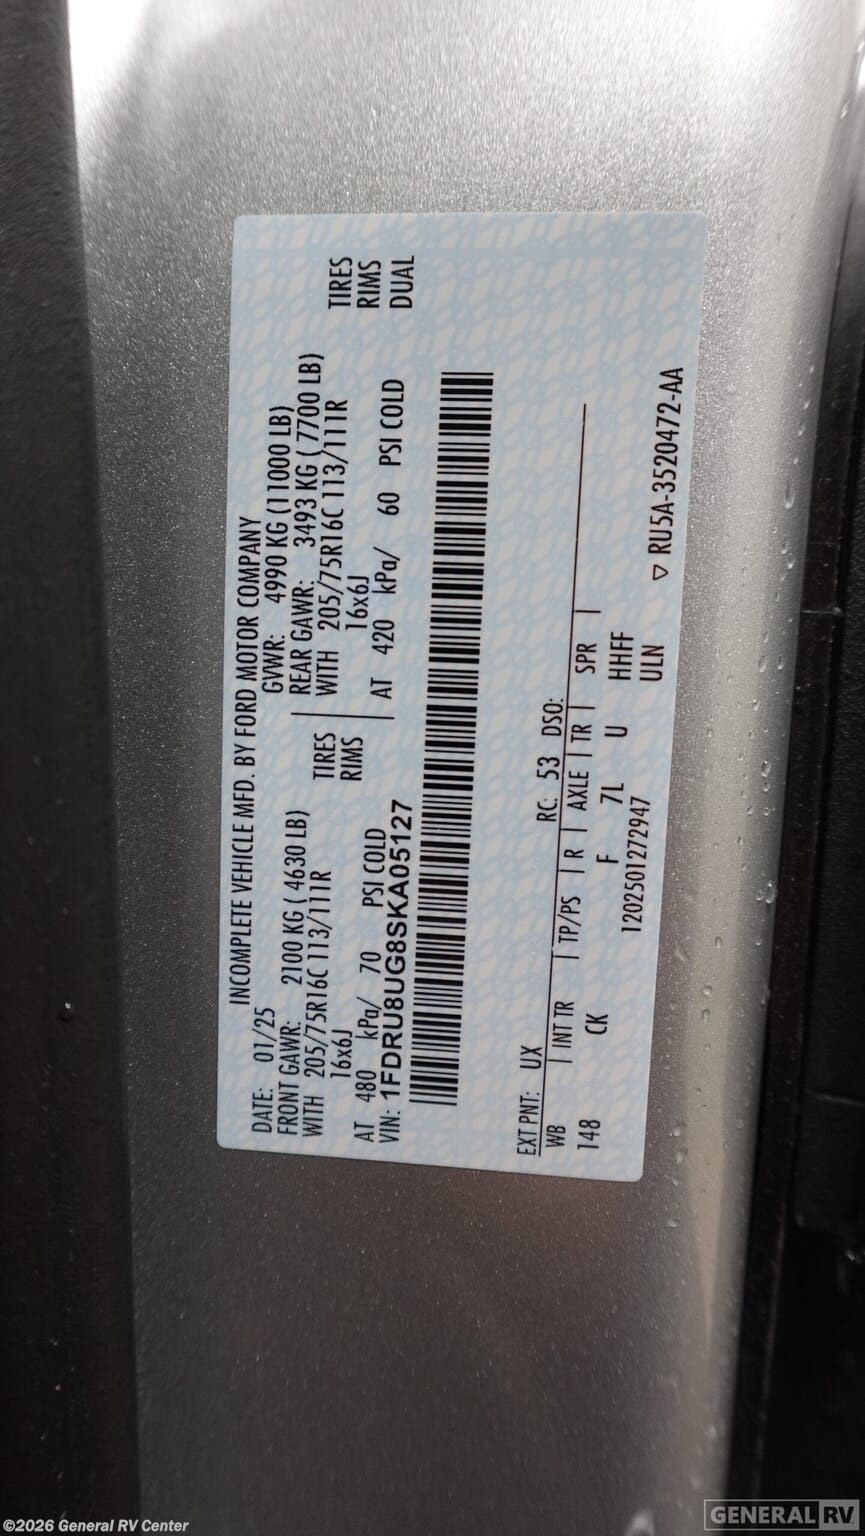 INCOMPLETE VEHICLE MFD. BY FORD MOTOR COMPANY
DATE: 01/25 GVWR: 4990 KG (11000 LB)
FRONT GAWR: 2100 KG ( 4630 LB) REAR GAWR: 3493 KG ( 7700 LB)
WITH 205/75R16C 113/111R TIRES WITH 205/75R16C 113/111R TIRES
16x6J RIMS 16x6J RIMS
AT 480 kPa/ 70 PSI COLD AT 420 kPa/ 60 PSI COLD DUAL
VIN: 1FDRU8UG8SKA05127
EXT PNT: UX RC: 53 DSO:
WB | INT TR | TP/PS | R | AXLE | TR | SPR |
148 CK F 7L U HHFF
1202501272947 ULN
▽ RU5A-3520472-AA
©2026 General RV Center
GENERAL RV